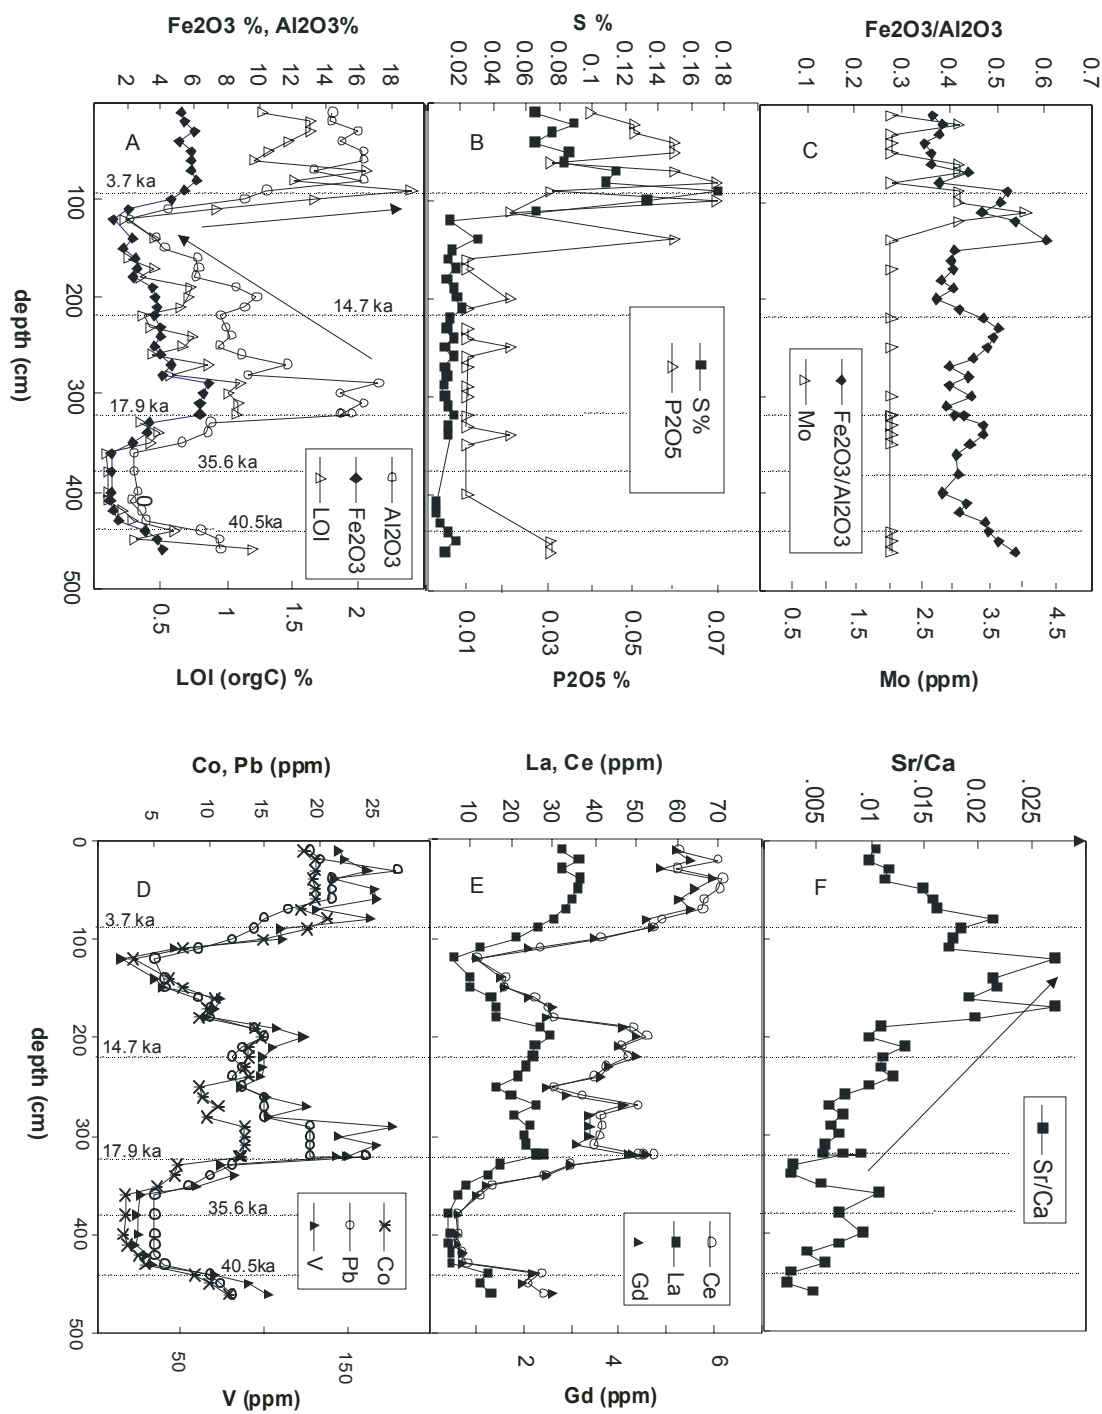 Fe2O3 %, Al2O3%
2 4 6 8 10 12 14 16 18
A
3.7 ka
14.7 ka
17.9 ka
35.6 ka
40.5ka
Al2O3
Fe2O3
LOI
100
200
300
400
500
depth (cm)
0.5 1 1.5 2
LOI (orgC) %
S %
0.02 0.04 0.06 0.08 0.1 0.12 0.14 0.16 0.18
B
S%
P2O5
0.01 0.03 0.05 0.07
P2O5 %
Fe2O3/Al2O3
0.1 0.2 0.3 0.4 0.5 0.6 0.7
C
Fe2O3/Al2O3
Mo
0.5 1.5 2.5 3.5 4.5
Mo (ppm)
Co, Pb (ppm)
5 10 15 20 25
D
3.7 ka
14.7 ka
17.9 ka
35.6 ka
40.5ka
Co
Pb
V
0
100
200
300
400
500
depth (cm)
50 150
V (ppm)
La, Ce (ppm)
10 20 30 40 50 60 70
E
Ce
La
Gd
2 4 6
Gd (ppm)
Sr/Ca
.005 .01 .015 0.02 .025
F
Sr/Ca